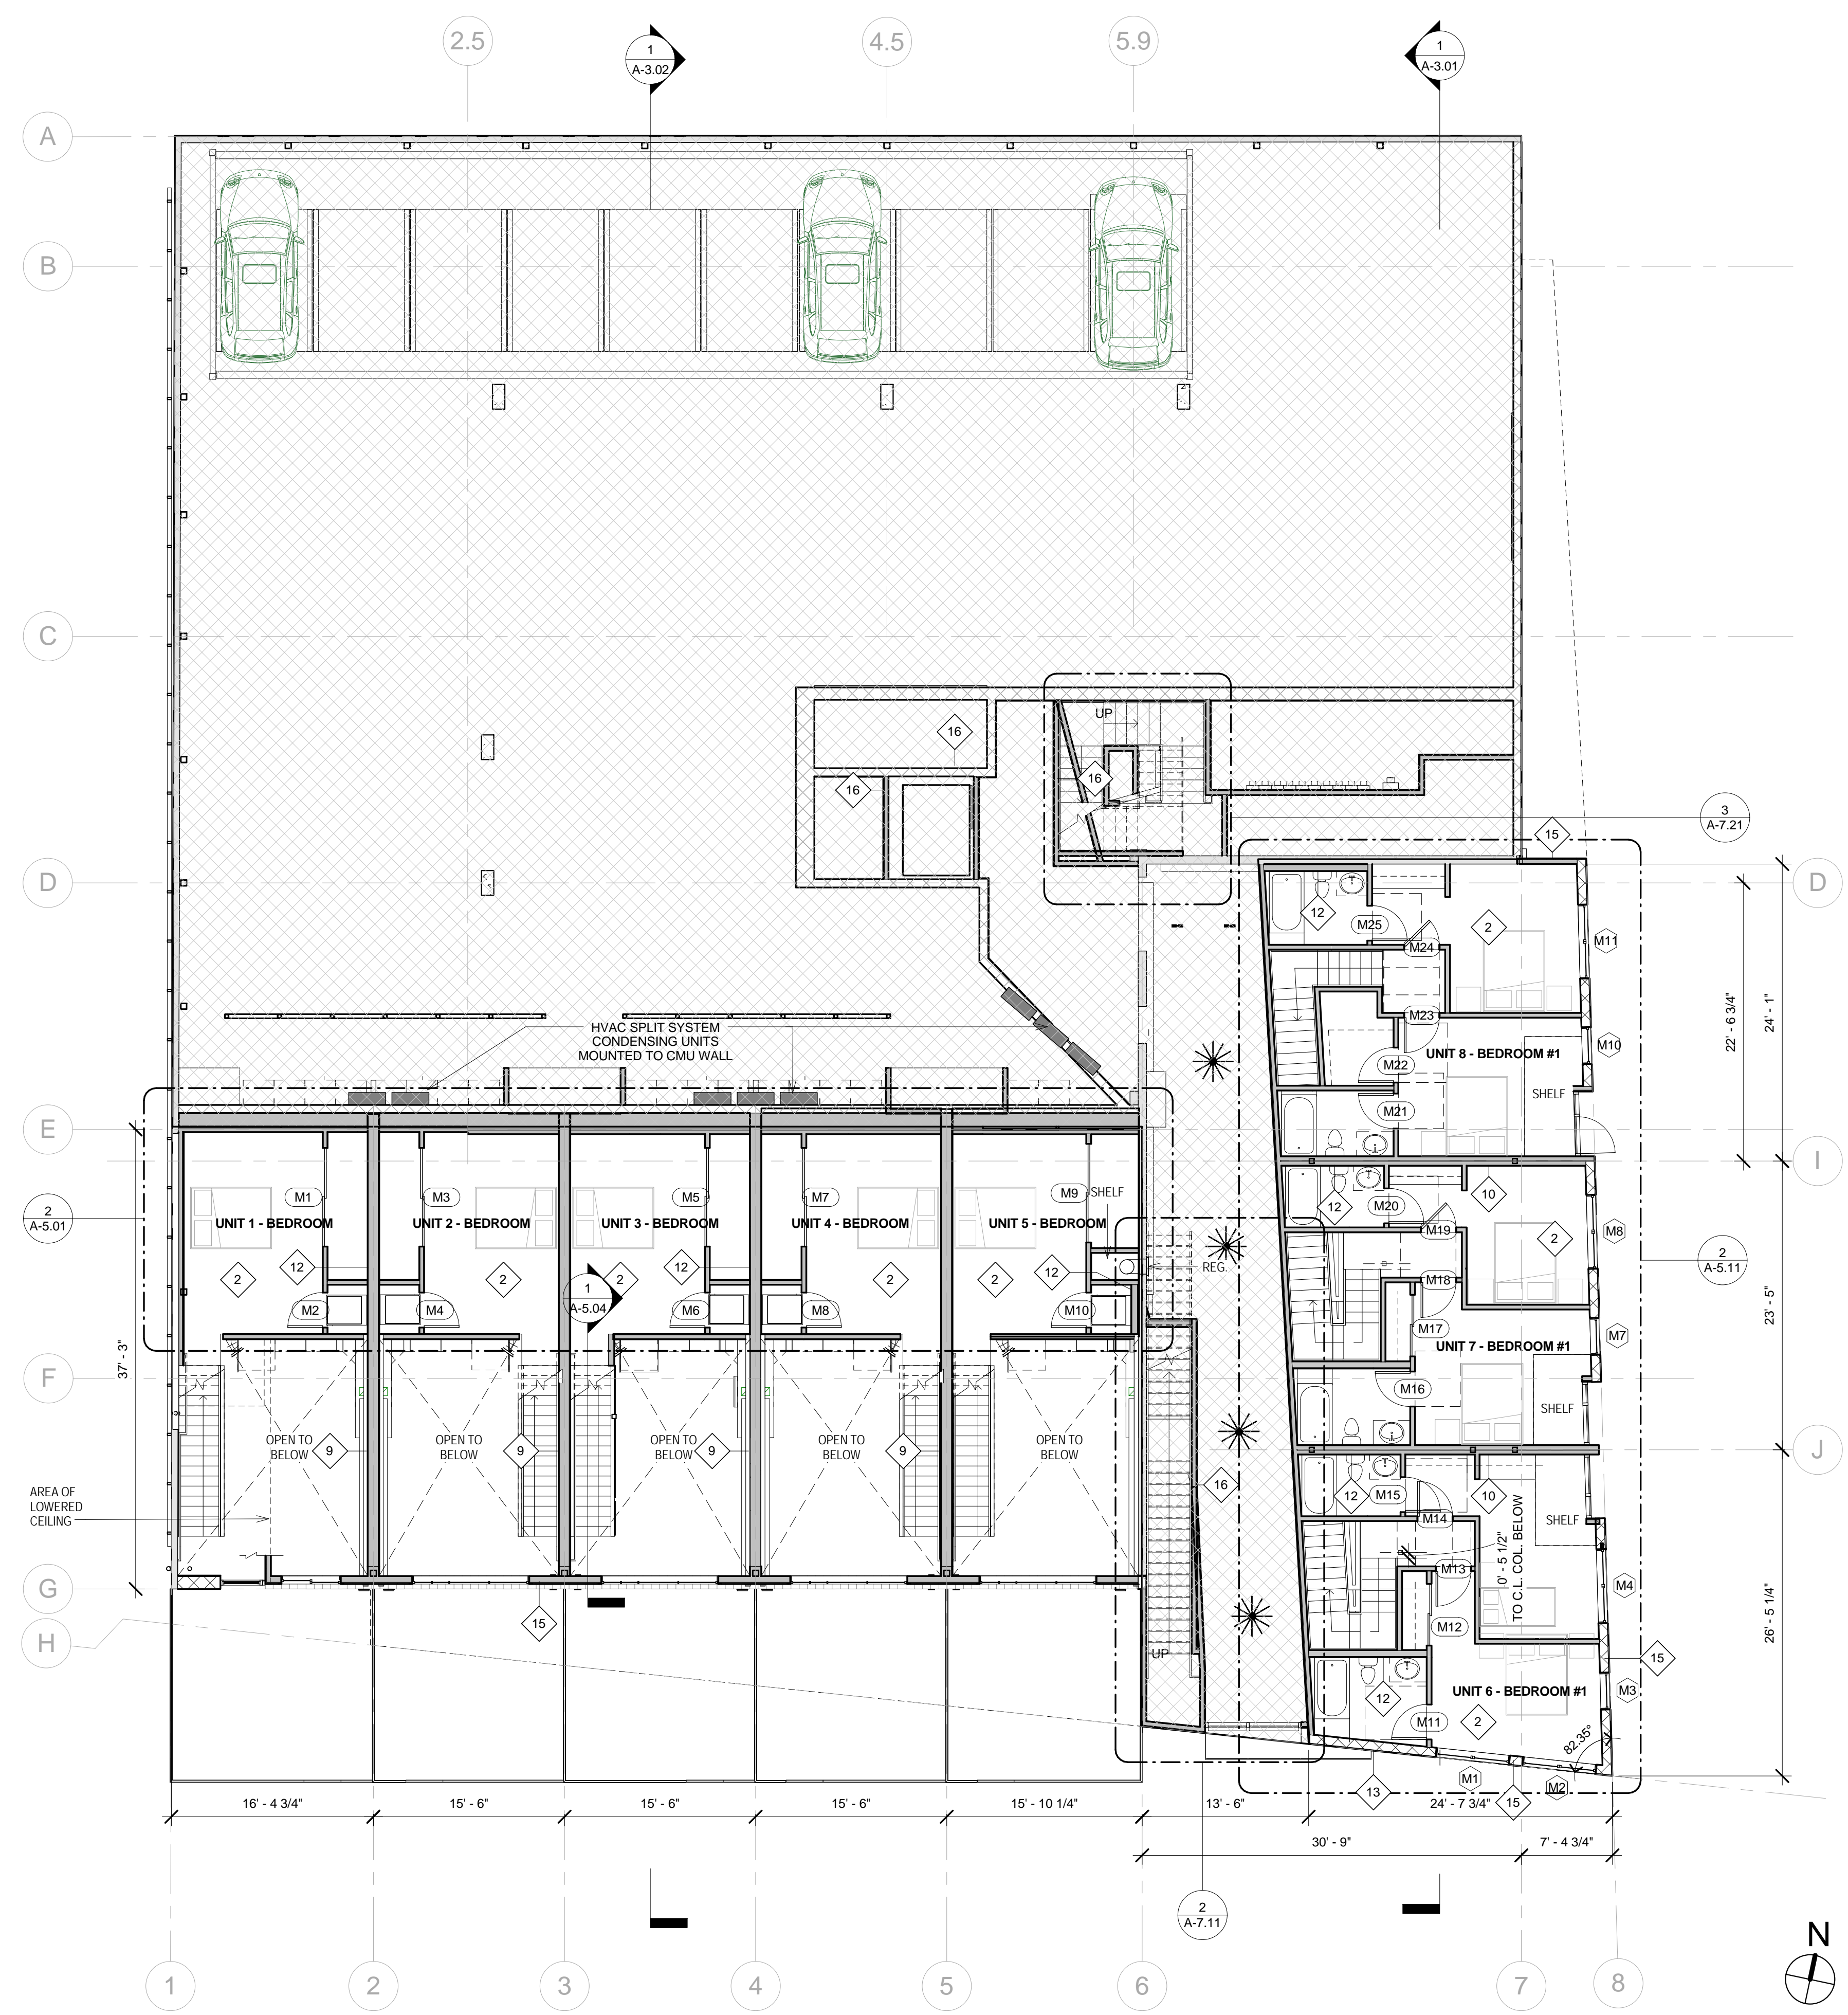 2.5
4.5
5.9
1
A-3.02
1
A-3.01
A
B
C
UP
16
16
16
3
A-7.21
15
D
D
12
M25
2
M24
M11
22' - 6 3/4"
24' - 1"
HVAC SPLIT SYSTEM
CONDENSING UNITS
MOUNTED TO CMU WALL
M23
M10
UNIT 8 - BEDROOM #1
M22
SHELF
M21
E
I
2
A-5.01
M1
M3
M5
M7
M9
SHELF
UNIT 1 - BEDROOM
UNIT 2 - BEDROOM
UNIT 3 - BEDROOM
UNIT 4 - BEDROOM
UNIT 5 - BEDROOM
12
2
2
12
2
2
2
12
REG.
1
A-5.04
M2
M4
M6
M8
M10
12
M20
10
M19
2
M8
M18
2
A-5.11
M17
UNIT 7 - BEDROOM #1
M7
23' - 5"
37' - 3"
F
M16
SHELF
OPEN TO
BELOW
9
OPEN TO
BELOW
9
OPEN TO
BELOW
9
OPEN TO
BELOW
9
OPEN TO
BELOW
J
AREA OF
LOWERED
CEILING
16
12
M15
10
M14
SHELF
0' - 5 1/2"
TO C.L. COL. BELOW
M13
M4
G
15
M12
H
UP
15
26' - 5 1/4"
12
UNIT 6 - BEDROOM #1
M3
M11
2
82.35°
M1
M2
13
15
16' - 4 3/4"
15' - 6"
15' - 6"
15' - 6"
15' - 10 1/4"
13' - 6"
24' - 7 3/4"
30' - 9"
7' - 4 3/4"
2
A-7.11
N
1
2
3
4
5
6
7
8